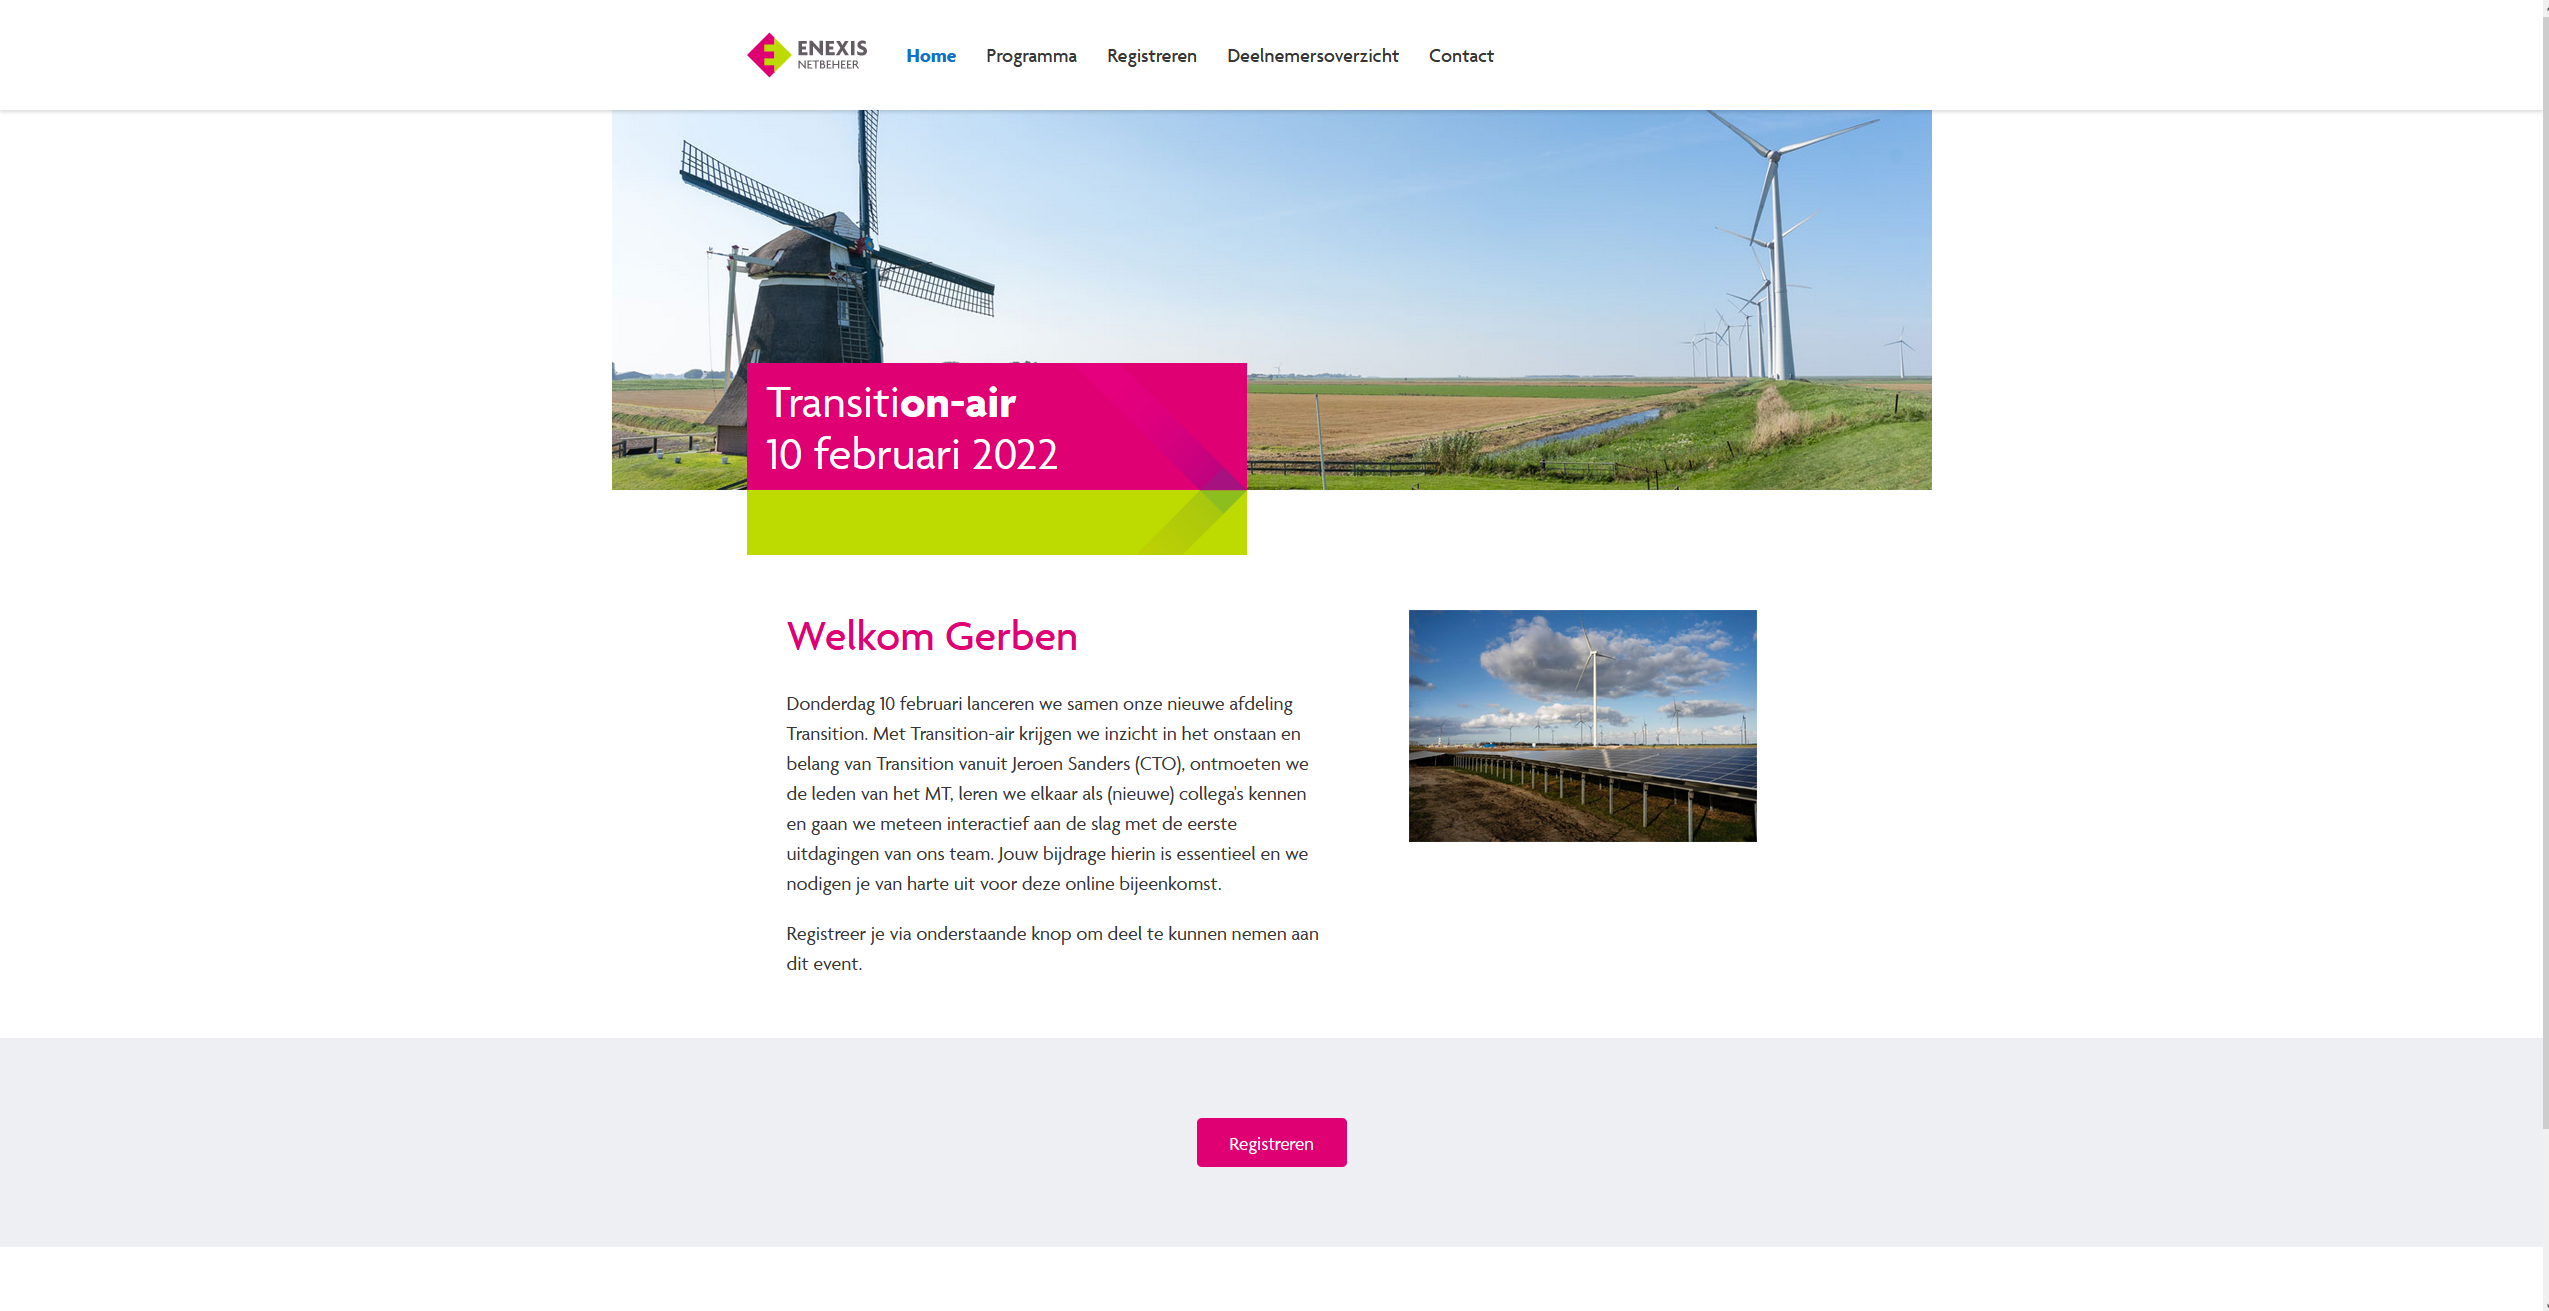 ENEXIS
NETBEHEER
Home Programma Registreren Deelnemersoverzicht Contact
Transition-air
10 februari 2022
Welkom Gerben
Donderdag 10 februari lanceren we samen onze nieuwe afdeling
Transition. Met Transition-air krijgen we inzicht in het onstaan en
belang van Transition vanuit Jeroen Sanders (CTO), ontmoeten we
de leden van het MT, leren we elkaar als (nieuwe) collega's kennen
en gaan we meteen interactief aan de slag met de eerste
uitdagingen van ons team. Jouw bijdrage hierin is essentieel en we
nodigen je van harte uit voor deze online bijeenkomst.
Registreer je via onderstaande knop om deel te kunnen nemen aan
dit event.
Registreren